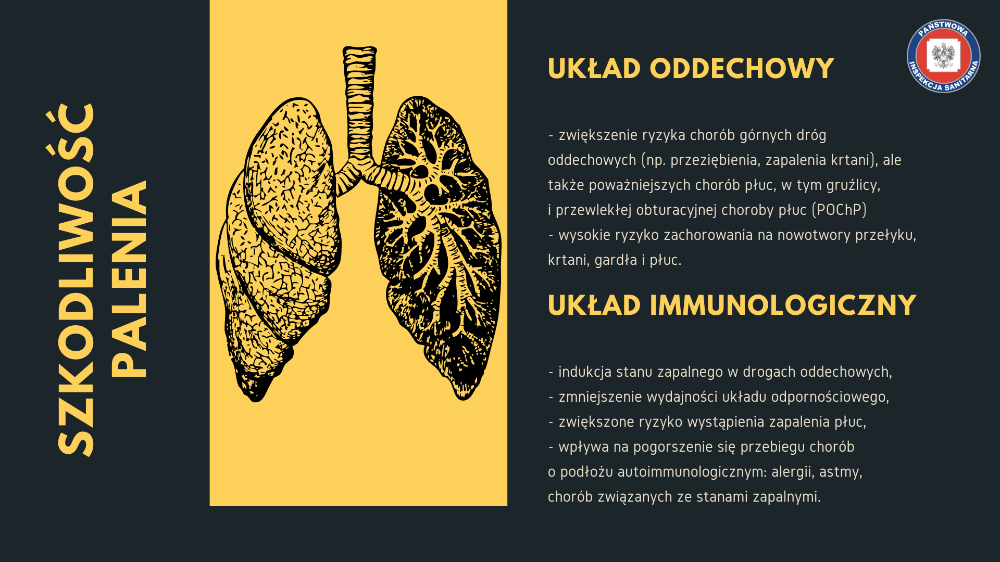 SZKODLIWOŚĆ
PALENIA
UKŁAD ODDECHOWY
PAŃSTWOWA
INSPEKCJA SANITARNA
- zwiększenie ryzyka chorób górnych dróg
oddechowych (np. przeziębienia, zapalenia krtani), ale
także poważniejszych chorób płuc, w tym gruźlicy,
i przewlekłej obturacyjnej choroby płuc (POChP)
- wysokie ryzyko zachorowania na nowotwory przełyku,
krtani, gardła i płuc.
UKŁAD IMMUNOLOGICZNY
- indukcja stanu zapalnego w drogach oddechowych,
- zmniejszenie wydajności układu odpornościowego,
- zwiększone ryzyko wystąpienia zapalenia płuc,
- wpływa na pogorszenie się przebiegu chorób
o podłożu autoimmunologicznym: alergii, astmy,
chorób związanych ze stanami zapalnymi.